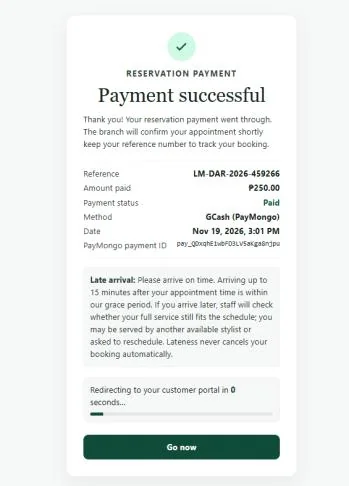 RESERVATION PAYMENT
Payment successful
Thank you! Your reservation payment went through.
The branch will confirm your appointment shortly
keep your reference number to track your booking.
Reference LM-DAR-2026-459266
Amount paid ₱250.00
Payment status Paid
Method GCash (PayMongo)
Date Nov 19, 2026, 3:01 PM
PayMongo payment ID
Late arrival: Please arrive on time. Arriving up to
15 minutes after your appointment time is within
our grace period. If you arrive later, staff will check
whether your full service still fits the schedule; you
may be served by another available stylist or
asked to reschedule. Lateness never cancels your
booking automatically.
Redirecting to your customer portal in 0
seconds...
Go now